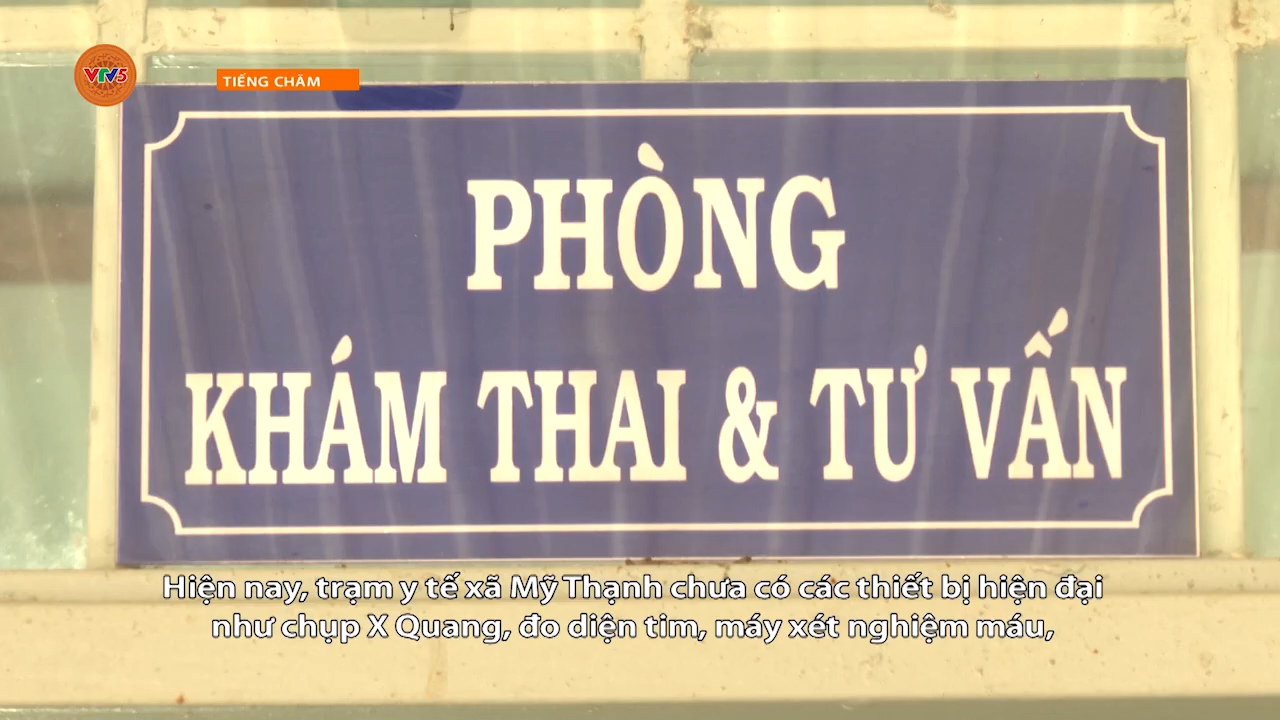 VTV5
TIẾNG CHĂM
PHÒNG
KHÁM THAI & TƯ VẤN
Hiện nay, trạm y tế xã Mỹ Thạnh chưa có các thiết bị hiện đại
như chụp X Quang, đo diện tim, máy xét nghiệm máu,